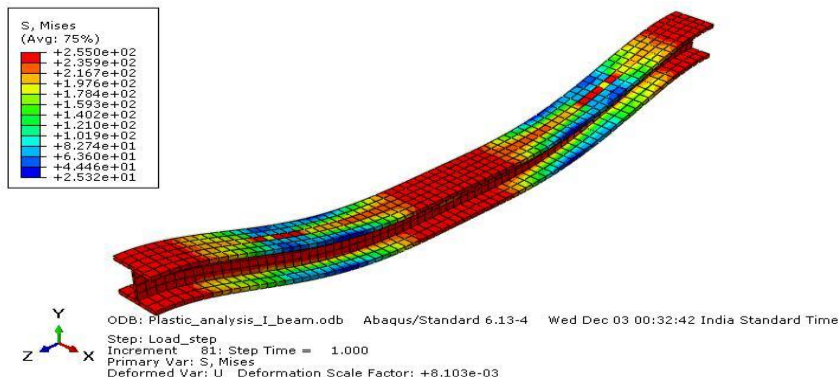 S, Mises
(Avg: 75%)
+2.550e+02
+2.359e+02
+2.167e+02
+1.976e+02
+1.784e+02
+1.593e+02
+1.402e+02
+1.210e+02
+1.019e+02
+8.274e+01
+6.360e+01
+4.446e+01
+2.532e+01
Y
Z X
ODB: Plastic_analysis_I_beam.odb Abaqus/Standard 6.13-4 Wed Dec 03 00:32:42 India Standard Time
Step: Load_step
Increment 81: Step Time = 1.000
Primary Var: S, Mises
Deformed Var: U Deformation Scale Factor: +8.103e-03